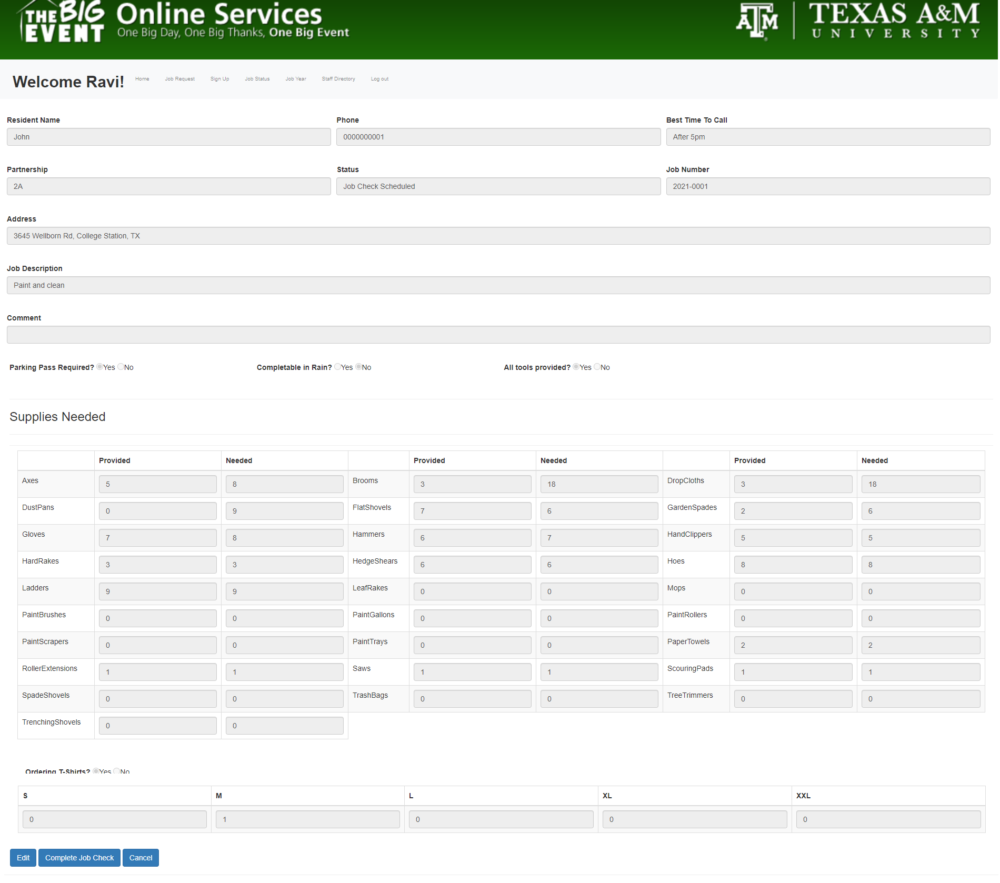 THE BIG EVENT
Online Services
One Big Day, One Big Thanks, One Big Event
ATM
TEXAS A&M
UNIVERSITY
Welcome Ravi! Home Job Request Sign Up Job Status Job Year Staff Directory Log out
Resident Name Phone Best Time To Call
John 0000000001 After 5pm
Partnership Status Job Number
2A Job Check Scheduled 2021-0001
Address
3645 Wellborn Rd, College Station, TX
Job Description
Paint and clean
Comment
Parking Pass Required? Yes No Completable in Rain? Yes No All tools provided? Yes No
Supplies Needed
Provided Needed Provided Needed Provided Needed
Axes 5 8 Brooms 3 18 DropCloths 3 18
DustPans 0 9 FlatShovels 7 6 GardenSpades 2 6
Gloves 7 8 Hammers 6 7 HandClippers 5 5
HardRakes 3 3 HedgeShears 6 6 Hoes 8 8
Ladders 9 9 LeafRakes 0 0 Mops 0 0
PaintBrushes 0 0 PaintGallons 0 0 PaintRollers 0 0
PaintScrapers 0 0 PaintTrays 0 0 PaperTowels 2 2
RollerExtensions 1 1 Saws 1 1 ScouringPads 1 1
SpadeShovels 0 0 TrashBags 0 0 TreeTrimmers 0 0
TrenchingShovels 0 0
Ordering T-Shirts? Yes No
S M L XL XXL
0 1 0 0 0
Edit Complete Job Check Cancel